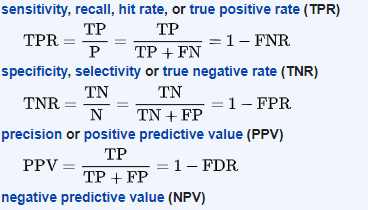 sensitivity, recall, hit rate, or true positive rate (TPR)
TPR = TP / P = TP / (TP + FN) = 1 − FNR
specificity, selectivity or true negative rate (TNR)
TNR = TN / N = TN / (TN + FP) = 1 − FPR
precision or positive predictive value (PPV)
PPV = TP / (TP + FP) = 1 − FDR
negative predictive value (NPV)